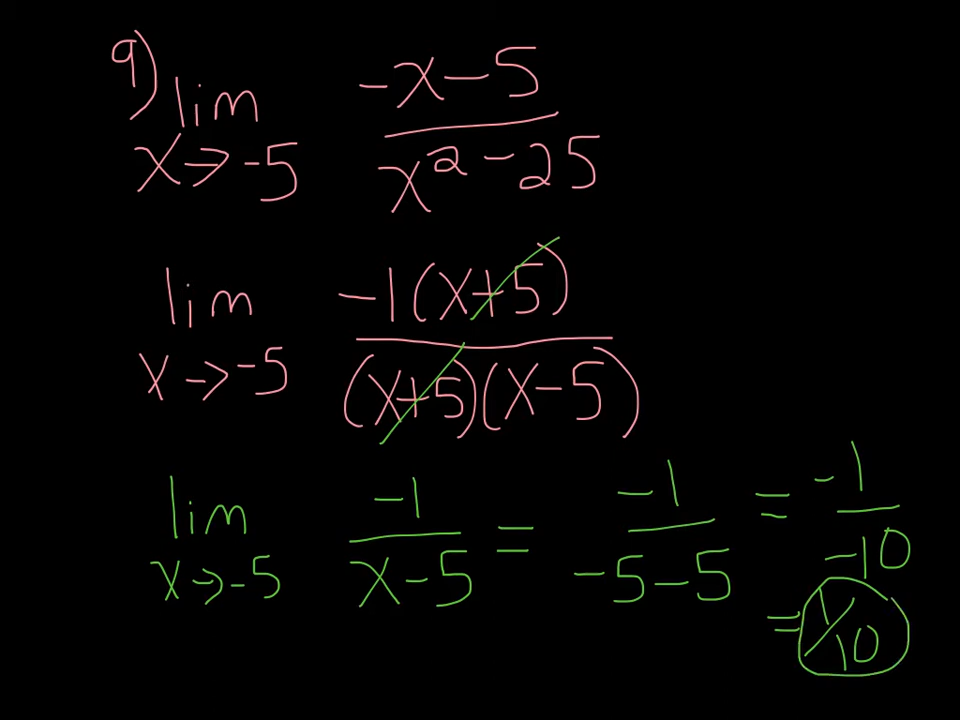 9) lim x→-5 (-x-5)/(x²-25)
lim x→-5 (-1(x+5))/((x+5)(x-5))
lim x→-5 (-1)/(x-5) = (-1)/(-5-5) = (-1)/(-10)
= 1/10